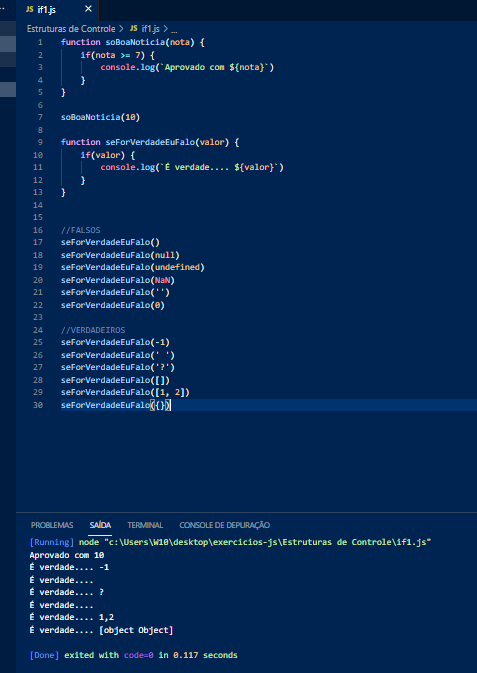 JS if1.js ×
Estruturas de Controle > JS if1.js > ...
1 function soBoaNoticia(nota) {
2     if(nota >= 7) {
3         console.log(`Aprovado com ${nota}`)
4     }
5 }
6
7 soBoaNoticia(10)
8
9 function seForVerdadeEuFalo(valor) {
10     if(valor) {
11         console.log(`É verdade.... ${valor}`)
12     }
13 }
14
15
16 //FALSOS
17 seForVerdadeEuFalo()
18 seForVerdadeEuFalo(null)
19 seForVerdadeEuFalo(undefined)
20 seForVerdadeEuFalo(NaN)
21 seForVerdadeEuFalo('')
22 seForVerdadeEuFalo(0)
23
24 //VERDADEIROS
25 seForVerdadeEuFalo(-1)
26 seForVerdadeEuFalo(' ')
27 seForVerdadeEuFalo('?')
28 seForVerdadeEuFalo([])
29 seForVerdadeEuFalo([1, 2])
30 seForVerdadeEuFalo({})
PROBLEMAS SAÍDA TERMINAL CONSOLE DE DEPURAÇÃO
[Running] node "c:\Users\W10\desktop\exercicios-js\Estruturas de Controle\if1.js"
Aprovado com 10
É verdade.... -1
É verdade....
É verdade.... ?
É verdade....
É verdade.... 1,2
É verdade.... [object Object]
[Done] exited with code=0 in 0.117 seconds